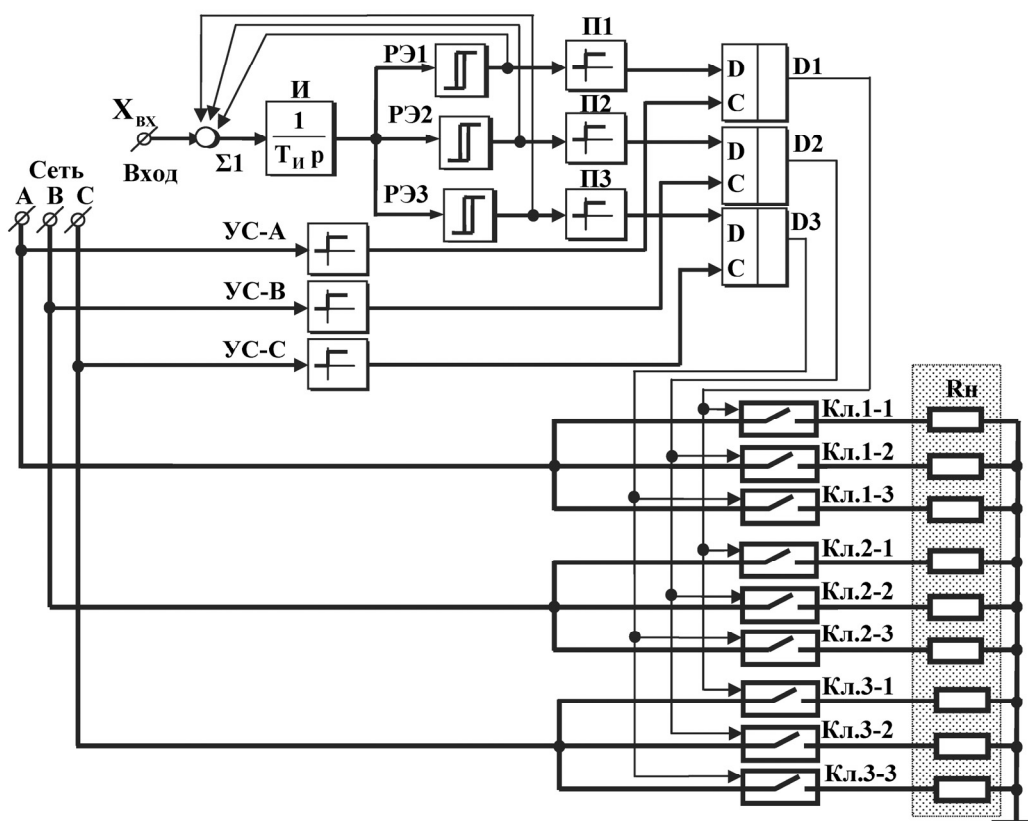 П1
РЭ1
D
D1
C
И
Xвх
1
Tи p
РЭ2
П2
D
D2
C
Σ1
Вход
Сеть
A B C
РЭ3
П3
D
D3
C
УС-А
УС-В
УС-С
Rн
Кл.1-1
Кл.1-2
Кл.1-3
Кл.2-1
Кл.2-2
Кл.2-3
Кл.3-1
Кл.3-2
Кл.3-3